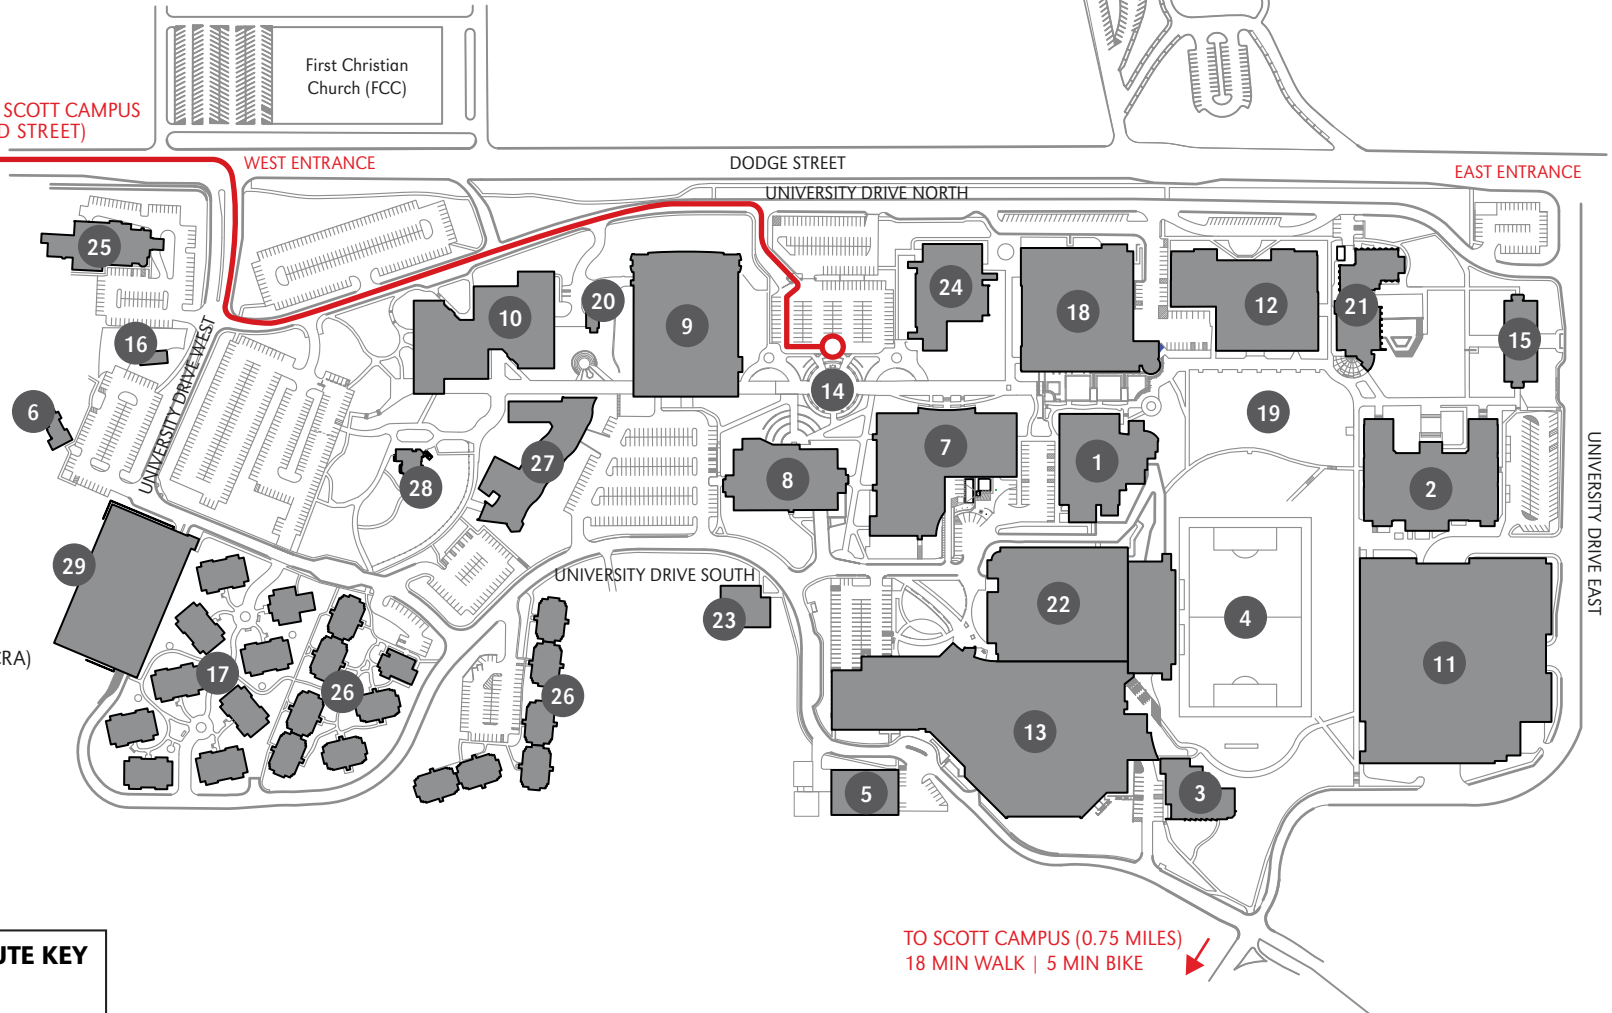 First Christian
Church (FCC)
SCOTT CAMPUS
D STREET)
WEST ENTRANCE
DODGE STREET
EAST ENTRANCE
UNIVERSITY DRIVE NORTH
25
20
24
10
9
18
12
21
15
16
14
6
UNIVERSITY DRIVE WEST
19
7
27
1
8
28
2
UNIVERSITY DRIVE EAST
29
UNIVERSITY DRIVE SOUTH
22
23
4
CRA)
17
26
26
11
13
5
3
TO SCOTT CAMPUS (0.75 MILES)
18 MIN WALK | 5 MIN BIKE
UTE KEY